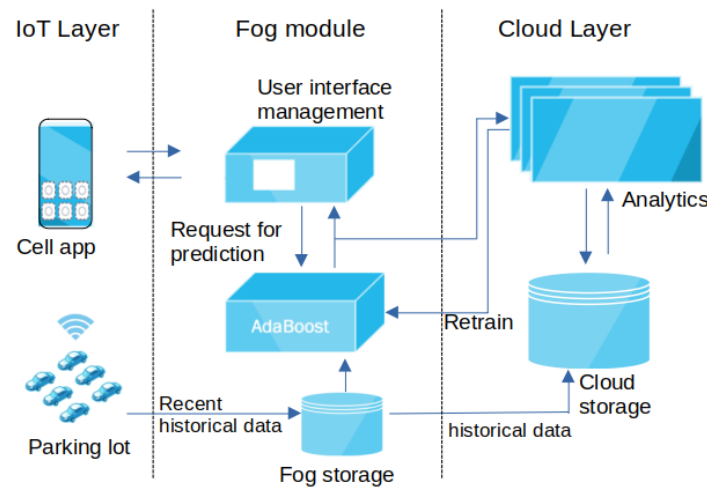 IoT Layer
Fog module
Cloud Layer
User interface
management
Cell app
Request for
prediction
Analytics
AdaBoost
Retrain
Cloud
storage
Parking lot
Recent
historical data
Fog storage
historical data